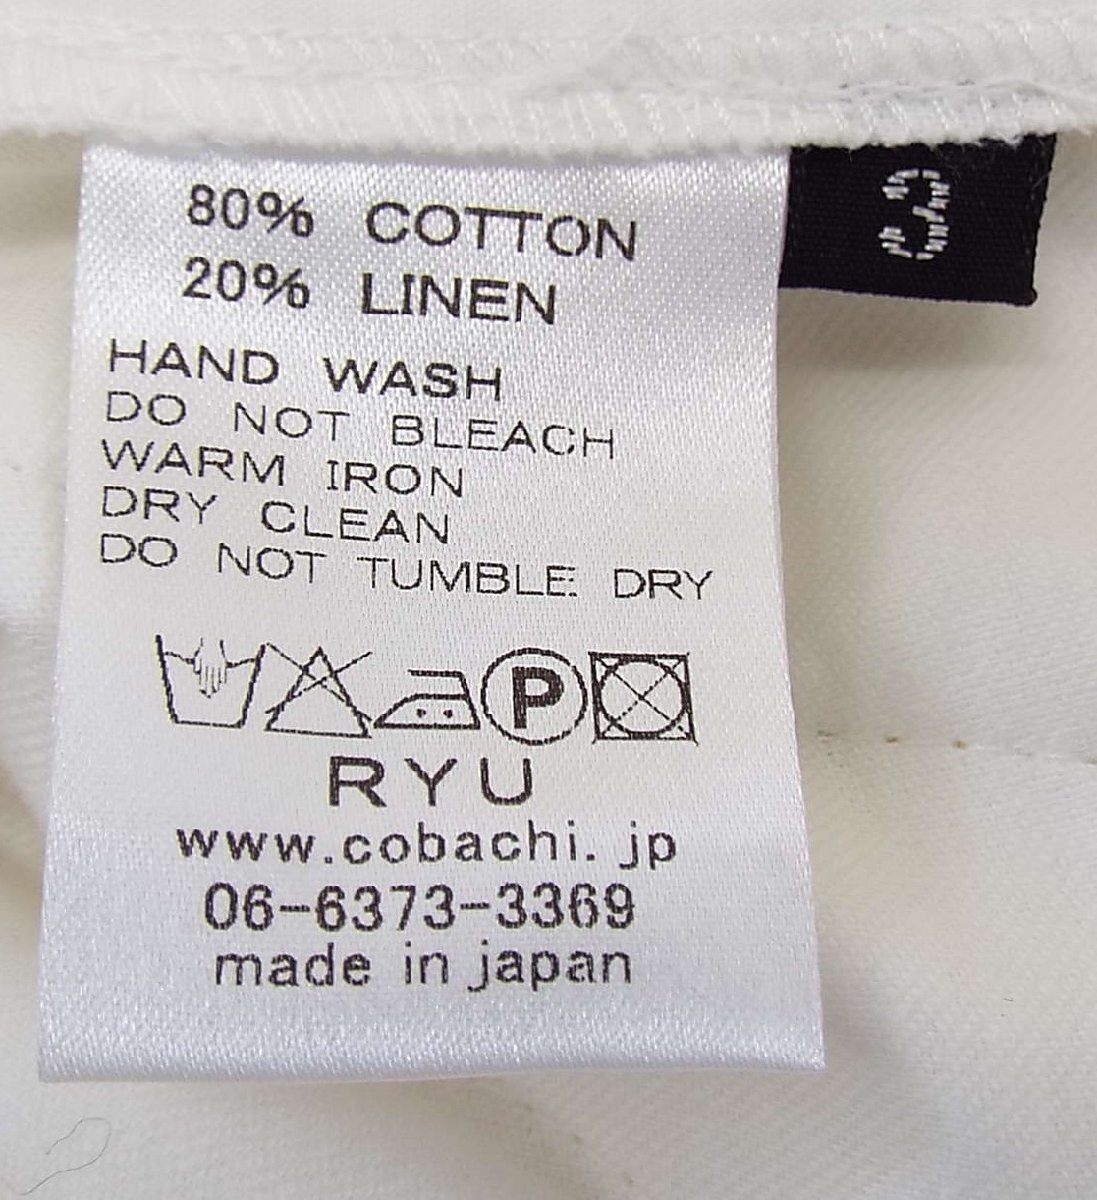 80% COTTON
20% LINEN
HAND WASH
DO NOT BLEACH
WARM IRON
DRY CLEAN
DO NOT TUMBLE DRY
P
RYU
www.cobachi.jp
06-6373-3369
made in japan
3